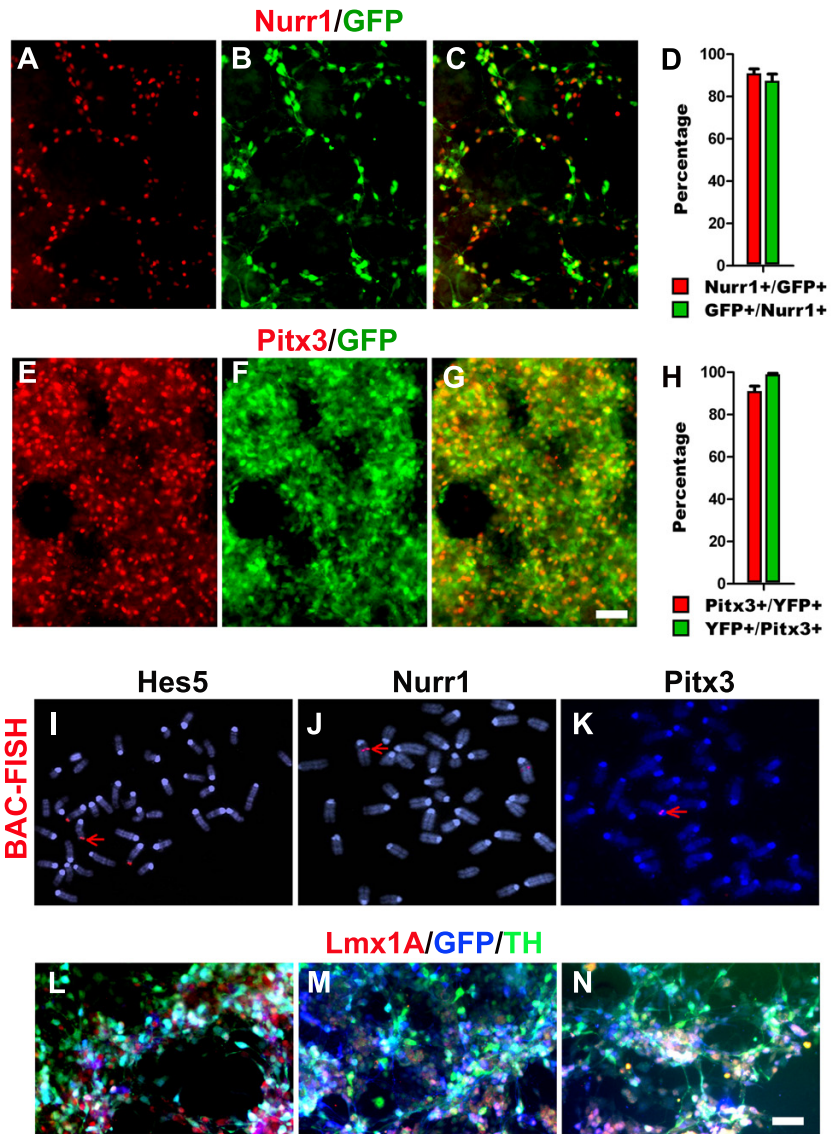 Nurr1/GFP
A
B
C
D
100
80
60
40
20
0
Percentage
Nurr1+/GFP+
GFP+/Nurr1+
Pitx3/GFP
E
F
G
H
100
80
60
40
20
0
Percentage
Pitx3+/YFP+
YFP+/Pitx3+
Hes5
Nurr1
Pitx3
BAC-FISH
I
J
K
Lmx1A/GFP/TH
L
M
N